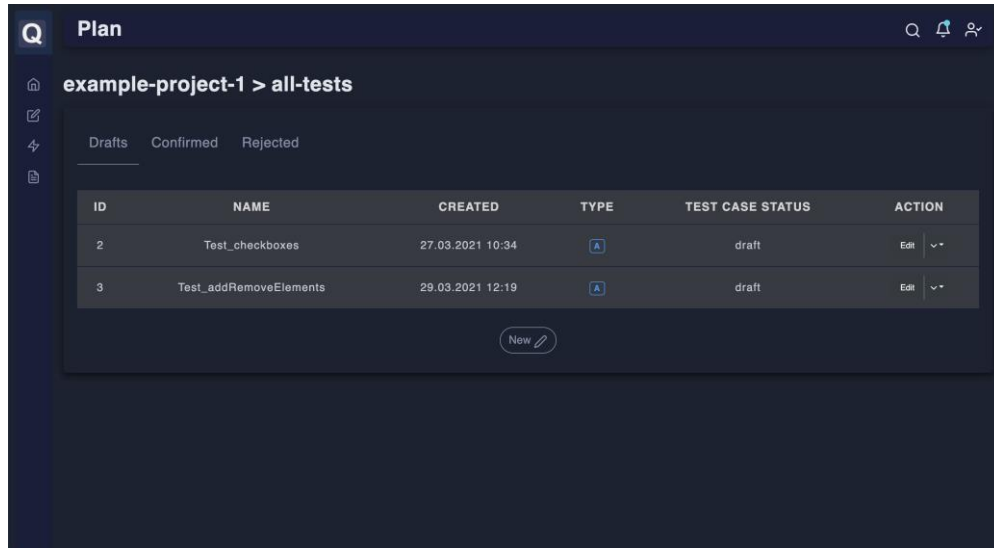 Q Plan
example-project-1 > all-tests
Drafts Confirmed Rejected
ID NAME CREATED TYPE TEST CASE STATUS ACTION
2 Test_checkboxes 27.03.2021 10:34 A draft Edit
3 Test_addRemoveElements 29.03.2021 12:19 A draft Edit
New